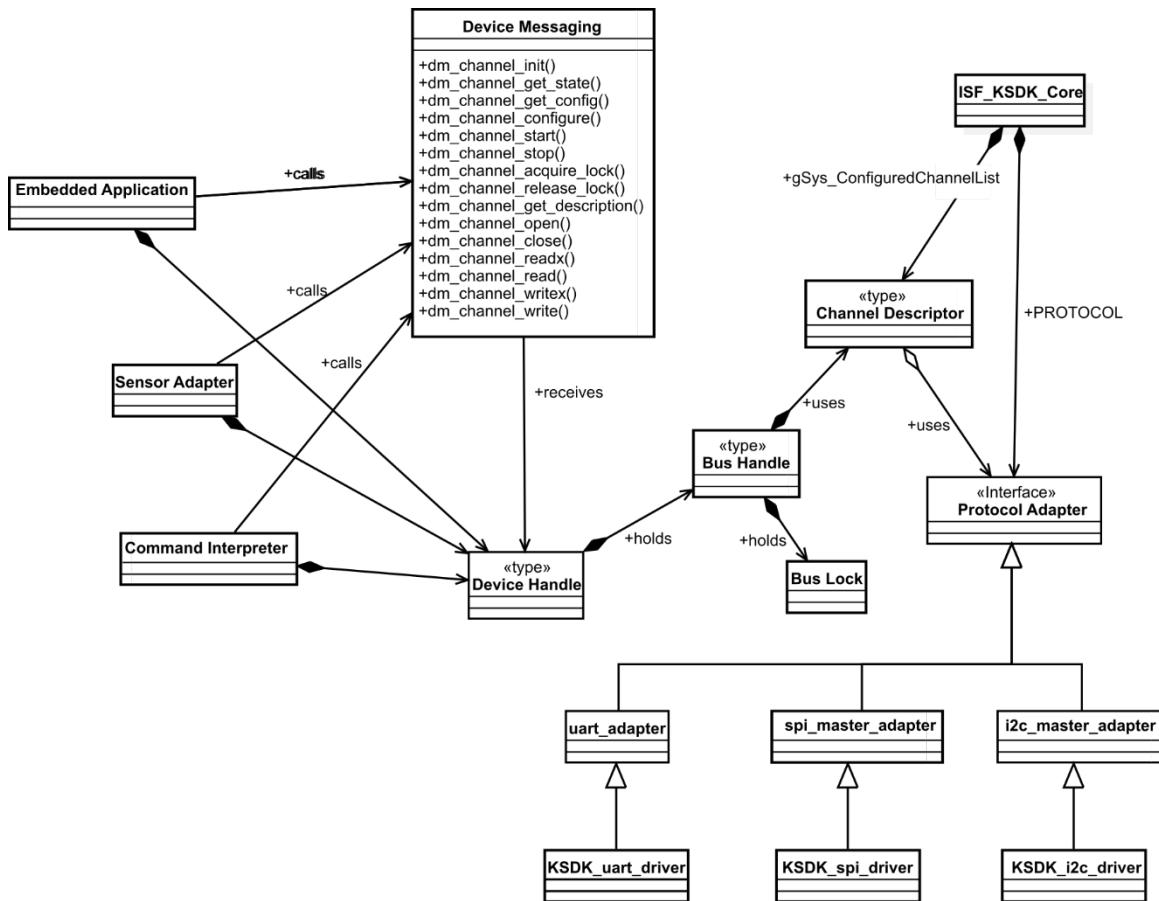 Device Messaging
+dm_channel_init()
+dm_channel_get_state()
+dm_channel_get_config()
+dm_channel_configure()
+dm_channel_start()
+dm_channel_stop()
+dm_channel_acquire_lock()
+dm_channel_release_lock()
+dm_channel_get_description()
+dm_channel_open()
+dm_channel_close()
+dm_channel_readx()
+dm_channel_read()
+dm_channel_writex()
+dm_channel_write()
ISF_KSDK_Core
Embedded Application
+calls
+gSys_ConfiguredChannelList
+calls
«type»
Channel Descriptor
+PROTOCOL
+calls
Sensor Adapter
+receives
+uses
+uses
«type»
Bus Handle
«Interface»
Protocol Adapter
Command Interpreter
+holds
+holds
«type»
Device Handle
Bus Lock
uart_adapter
spi_master_adapter
i2c_master_adapter
KSDK_uart_driver
KSDK_spi_driver
KSDK_i2c_driver